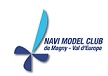 NAVI MODEL CLUB
de Magny - Val d'Europe